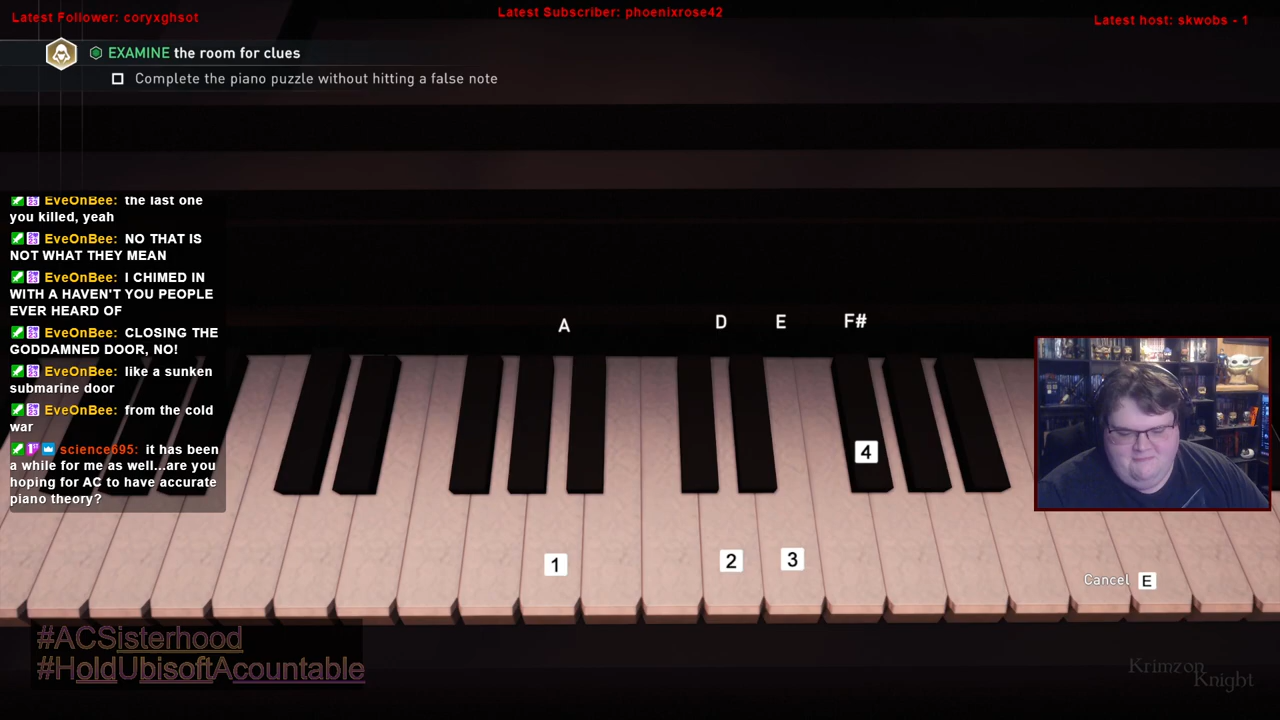 Latest Follower: coryxghsot
Latest Subscriber: phoenixrose42
Latest host: skwobs - 1
EXAMINE the room for clues
Complete the piano puzzle without hitting a false note
EveOnBee: the last one
you killed, yeah
EveOnBee: NO THAT IS
NOT WHAT THEY MEAN
EveOnBee: I CHIMED IN
WITH A HAVEN'T YOU PEOPLE
EVER HEARD OF
EveOnBee: CLOSING THE
GODDAMNED DOOR, NO!
EveOnBee: like a sunken
submarine door
EveOnBee: from the cold
war
science695: it has been
a while for me as well...are you
hoping for AC to have accurate
piano theory?
A D E F#
4
1 2 3
Cancel E
#ACSisterhood
#HoldUbisoftAcountable
Krimzon
Knight